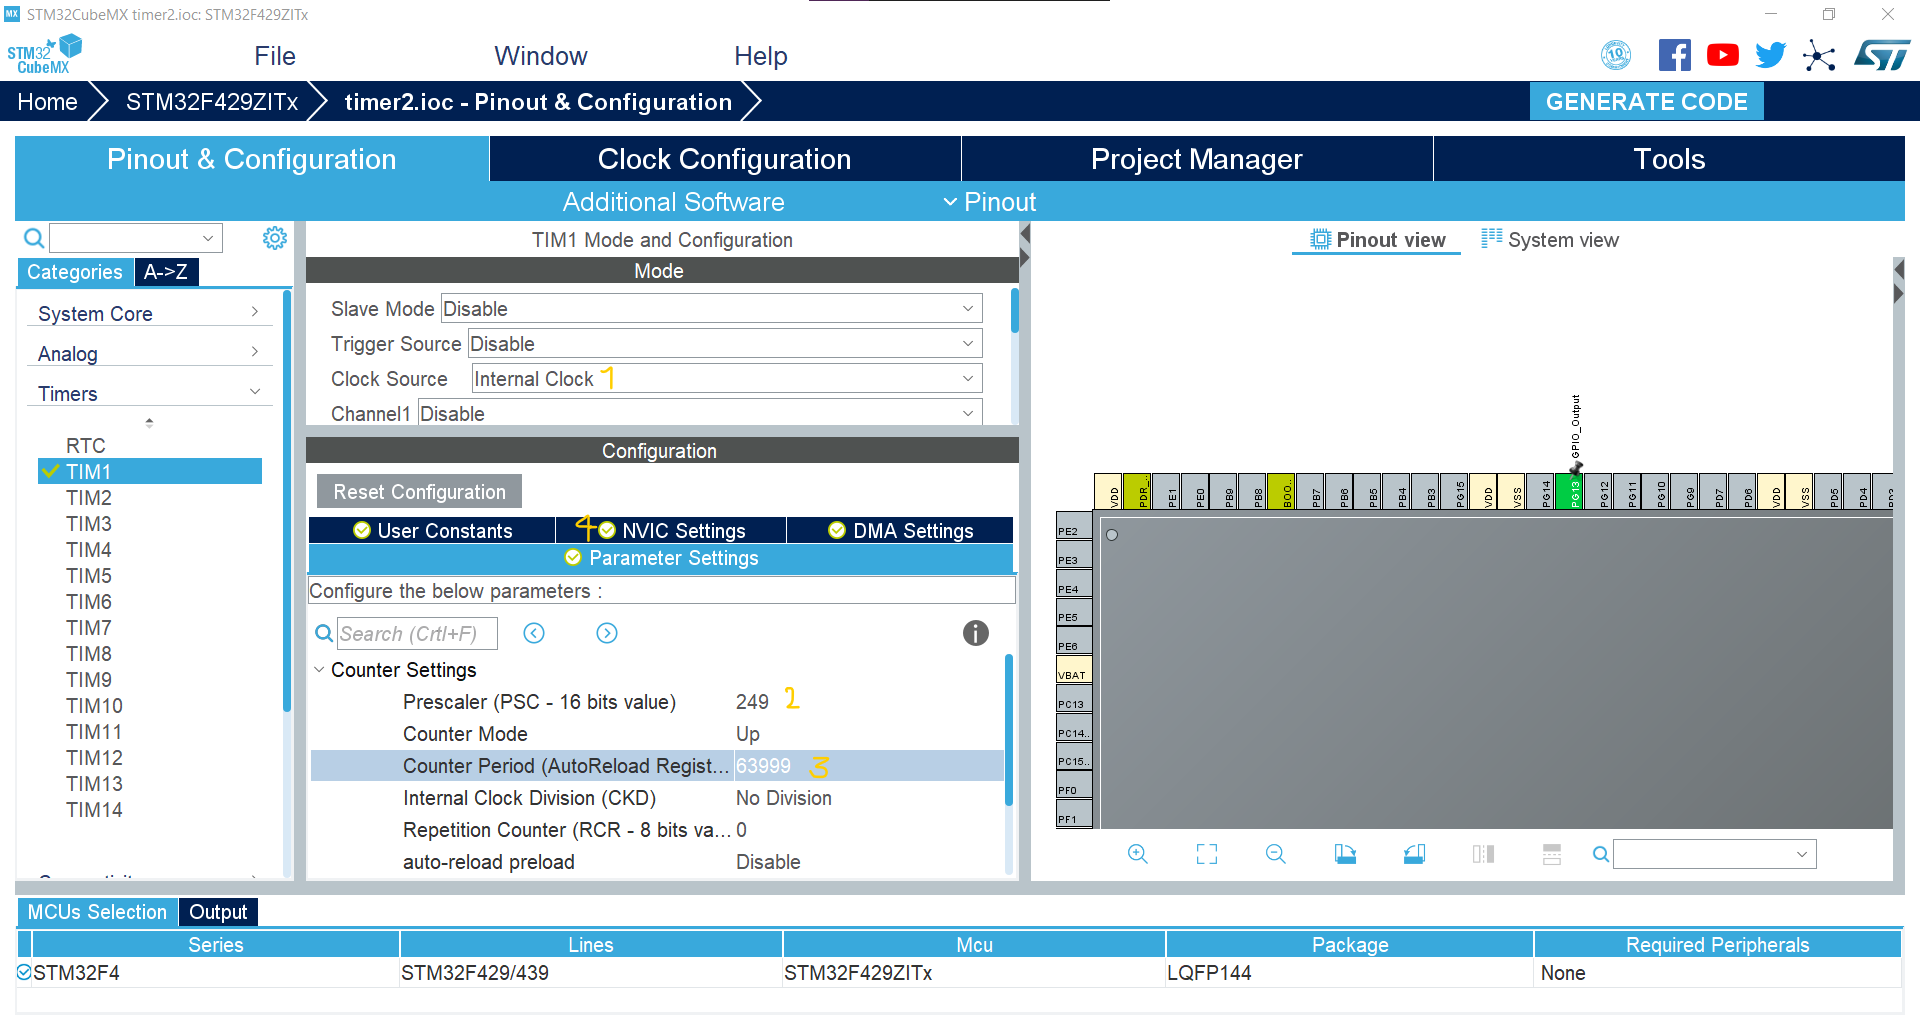 MX STM32CubeMX timer2.ioc: STM32F429ZITx
STM32 CubeMX
File Window Help
10
ST
Home STM32F429ZITx timer2.ioc - Pinout & Configuration GENERATE CODE
Pinout & Configuration Clock Configuration Project Manager Tools
Additional Software Pinout
TIM1 Mode and Configuration
Mode
Categories A->Z
System Core
Analog
Timers
RTC
TIM1
TIM2
TIM3
TIM4
TIM5
TIM6
TIM7
TIM8
TIM9
TIM10
TIM11
TIM12
TIM13
TIM14
Slave Mode Disable
Trigger Source Disable
Clock Source Internal Clock 1
Channel1 Disable
Configuration
Reset Configuration
User Constants 4 NVIC Settings DMA Settings
Parameter Settings
Configure the below parameters :
Search (CrtI+F)
Counter Settings
Prescaler (PSC - 16 bits value) 249 2
Counter Mode Up
Counter Period (AutoReload Regist... 63999 3
Internal Clock Division (CKD) No Division
Repetition Counter (RCR - 8 bits va... 0
auto-reload preload Disable
Pinout view System view
GPIO_Output
VDD PDR_.. PE1 PE0 PB9 PB8 BOO.. PB7 PB6 PB5 PB4 PB3 PG15 VDD VSS PG14 PG13 PG12 PG11 PG10 PG9 PD7 PD6 VDD VSS PD5 PD4
PE2
PE3
PE4
PE5
PE6
VBAT
PC13
PC14..
PC15..
PF0
PF1
MCUs Selection Output
Series Lines Mcu Package Required Peripherals
STM32F4 STM32F429/439 STM32F429ZITx LQFP144 None